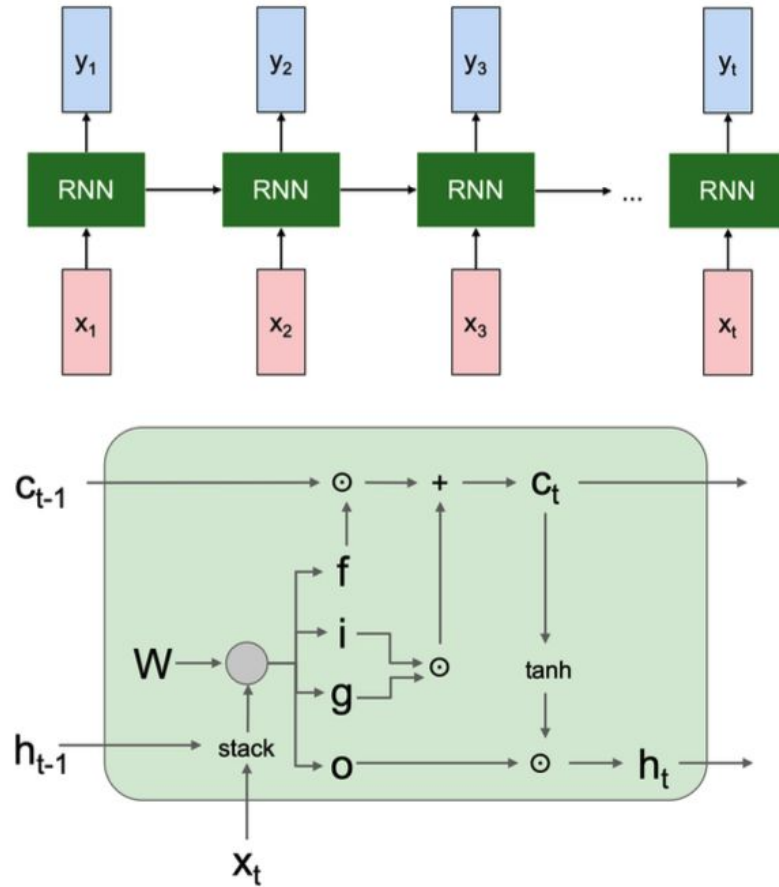 y₁ y₂ y₃ yₜ
RNN RNN RNN ... RNN
x₁ x₂ x₃ xₜ
cₜ₋₁ ⊙ + cₜ
f
i
W g ⊙ tanh
hₜ₋₁ stack o ⊙ hₜ
xₜ